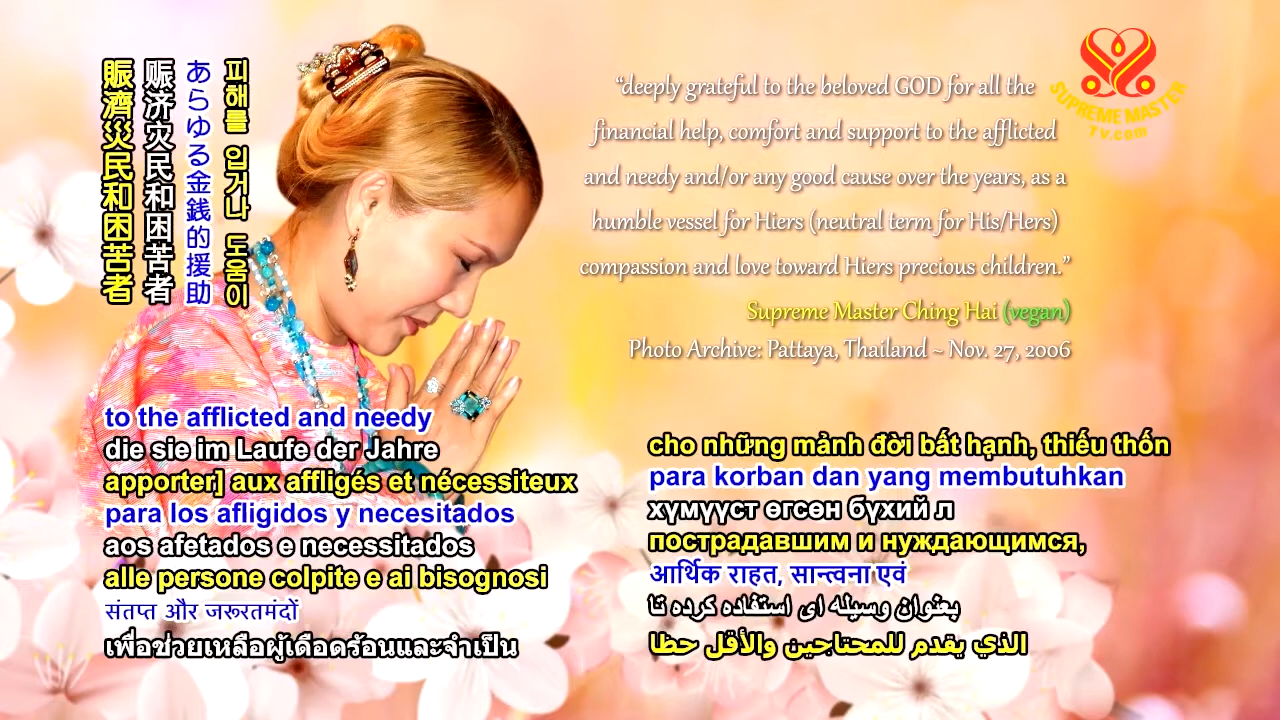 賑濟災民和困苦者
赈济灾民和困苦者
あらゆる金銭的援助
피해를 입거나 도움이
“deeply grateful to the beloved GOD for all the
financial help, comfort and support to the afflicted
and needy and/or any good cause over the years, as a
humble vessel for Hiers (neutral term for His/Hers)
compassion and love toward Hiers precious children.”
Supreme Master Ching Hai (vegan)
Photo Archive: Pattaya, Thailand ~ Nov. 27, 2006
SUPREME MASTER
TV.com
to the afflicted and needy
die sie im Laufe der Jahre
apporter] aux affligés et nécessiteux
para los afligidos y necesitados
aos afetados e necessitados
alle persone colpite e ai bisognosi
संतप्त और जरूरतमंदों
เพื่อช่วยเหลือผู้เดือดร้อนและจำเป็น
cho những mảnh đời bất hạnh, thiếu thốn
para korban dan yang membutuhkan
хүмүүст өгсөн бүхий л
пострадавшим и нуждающимся,
आर्थिक राहत, सान्त्वना एवं
بعنوان وسیله ای استفاده کرده تا
الذي يقدم للمحتاجين والأقل حظا